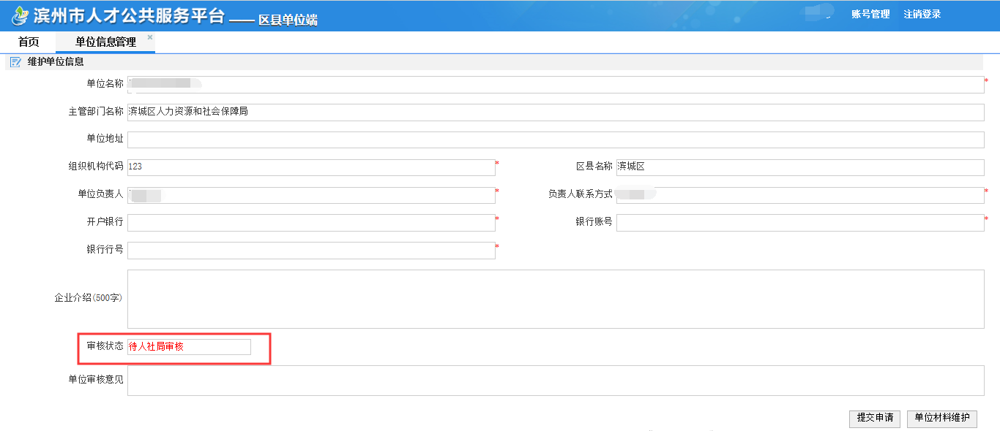 滨州市人才公共服务平台 —— 区县单位端
账号管理 注销登录
首页 单位信息管理 ×
维护单位信息
单位名称 *
主管部门名称 滨城区人力资源和社会保障局
单位地址
组织机构代码 123 * 区县名称 滨城区
单位负责人 * 负责人联系方式 *
开户银行 * 银行账号 *
银行行号 *
企业介绍(500字)
审核状态 待人社局审核
单位审核意见
提交申请 单位材料维护